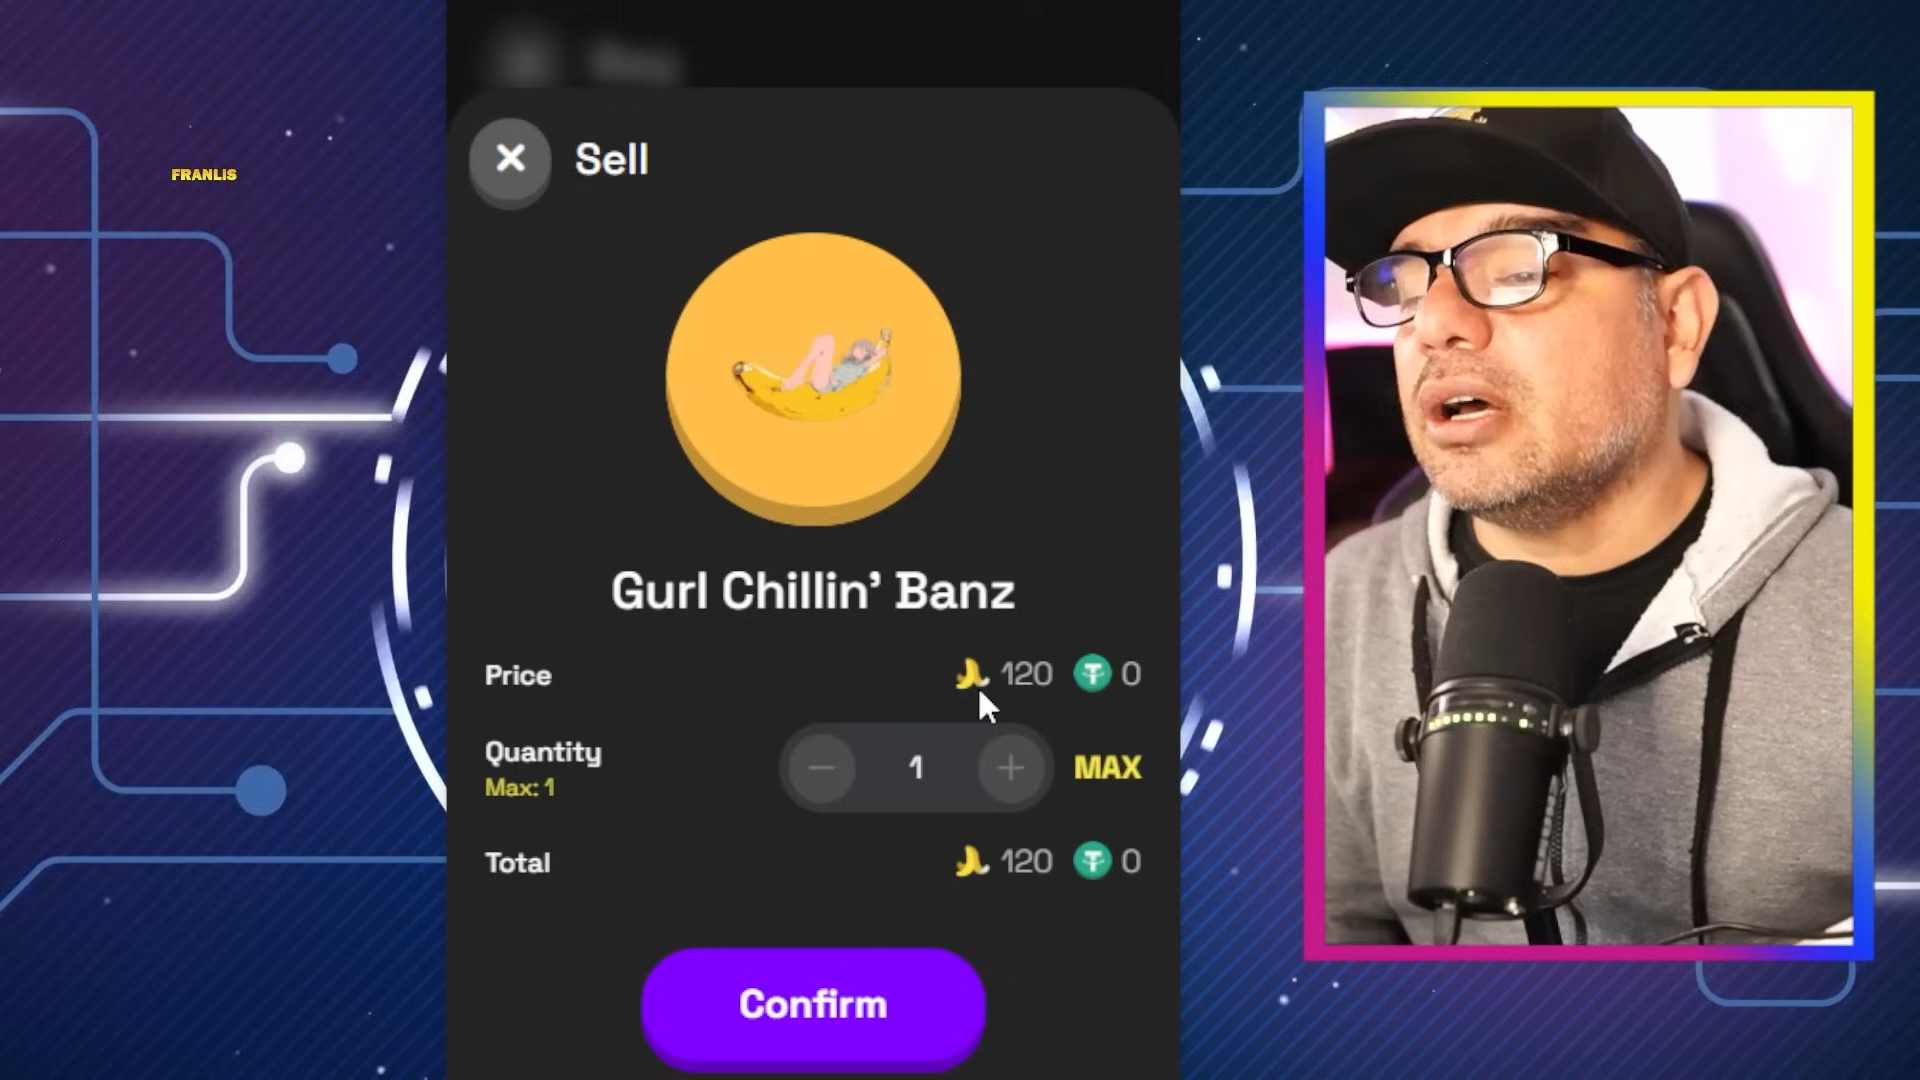 FRANLIS
Sell
Gurl Chillin’ Banz
Price 120 0
Quantity 1 MAX
Max: 1
Total 120 0
Confirm